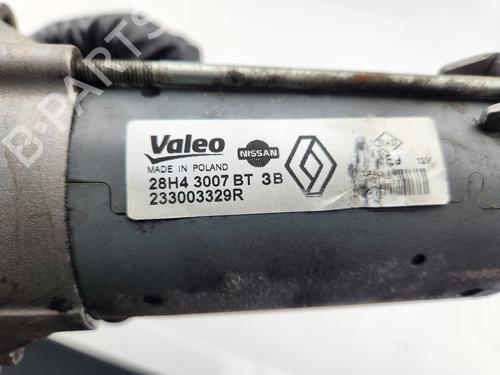 B-PARTS
Valeo
NISSAN
MADE IN POLAND
28H4 3007 BT 3B
12V
233003329R